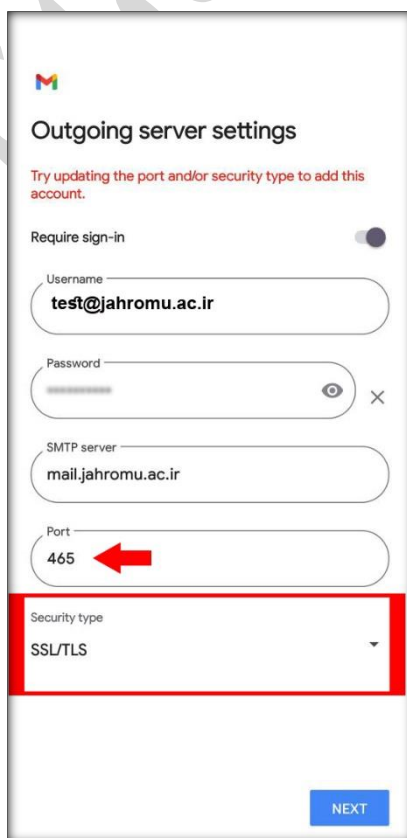 Outgoing server settings
Try updating the port and/or security type to add this
account.
Require sign-in
Username
test@jahromu.ac.ir
Password
SMTP server
mail.jahromu.ac.ir
Port
465
Security type
SSL/TLS
NEXT